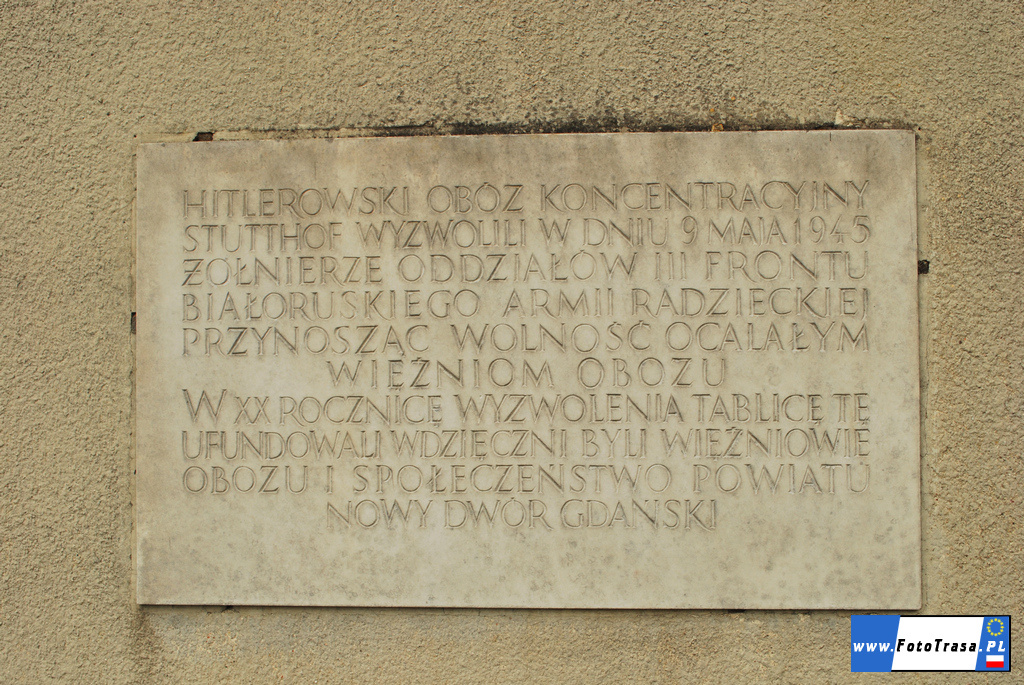 HITLEROWSKI OBÓZ KONCENTRACYJNY
STUTTHOF WYZWOLILI W DNIU 9 MAJA 1945
ŻOŁNIERZE ODDZIAŁÓW III FRONTU
BIAŁORUSKIEGO ARMII RADZIECKIEJ
PRZYNOSZĄC WOLNOŚĆ OCALAŁYM
WIĘŹNIOM OBOZU
W XX ROCZNICĘ WYZWOLENIA TABLICĘ TĘ
UFUNDOWALI WDZIĘCZNI BYLI WIĘŹNIOWIE
OBOZU I SPOŁECZEŃSTWO POWIATU
NOWY DWÓR GDAŃSKI
www.FotoTrasa.PL